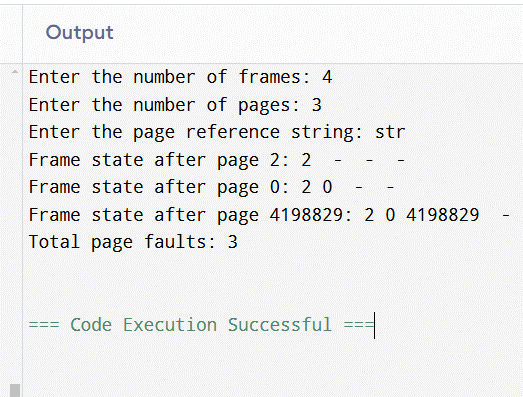 Output
Enter the number of frames: 4
Enter the number of pages: 3
Enter the page reference string: str
Frame state after page 2: 2 - - -
Frame state after page 0: 2 0 - -
Frame state after page 4198829: 2 0 4198829 -
Total page faults: 3
=== Code Execution Successful ===